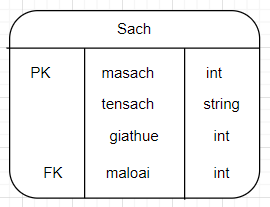 Sach
PK masach int
tensach string
giathue int
FK maloai int